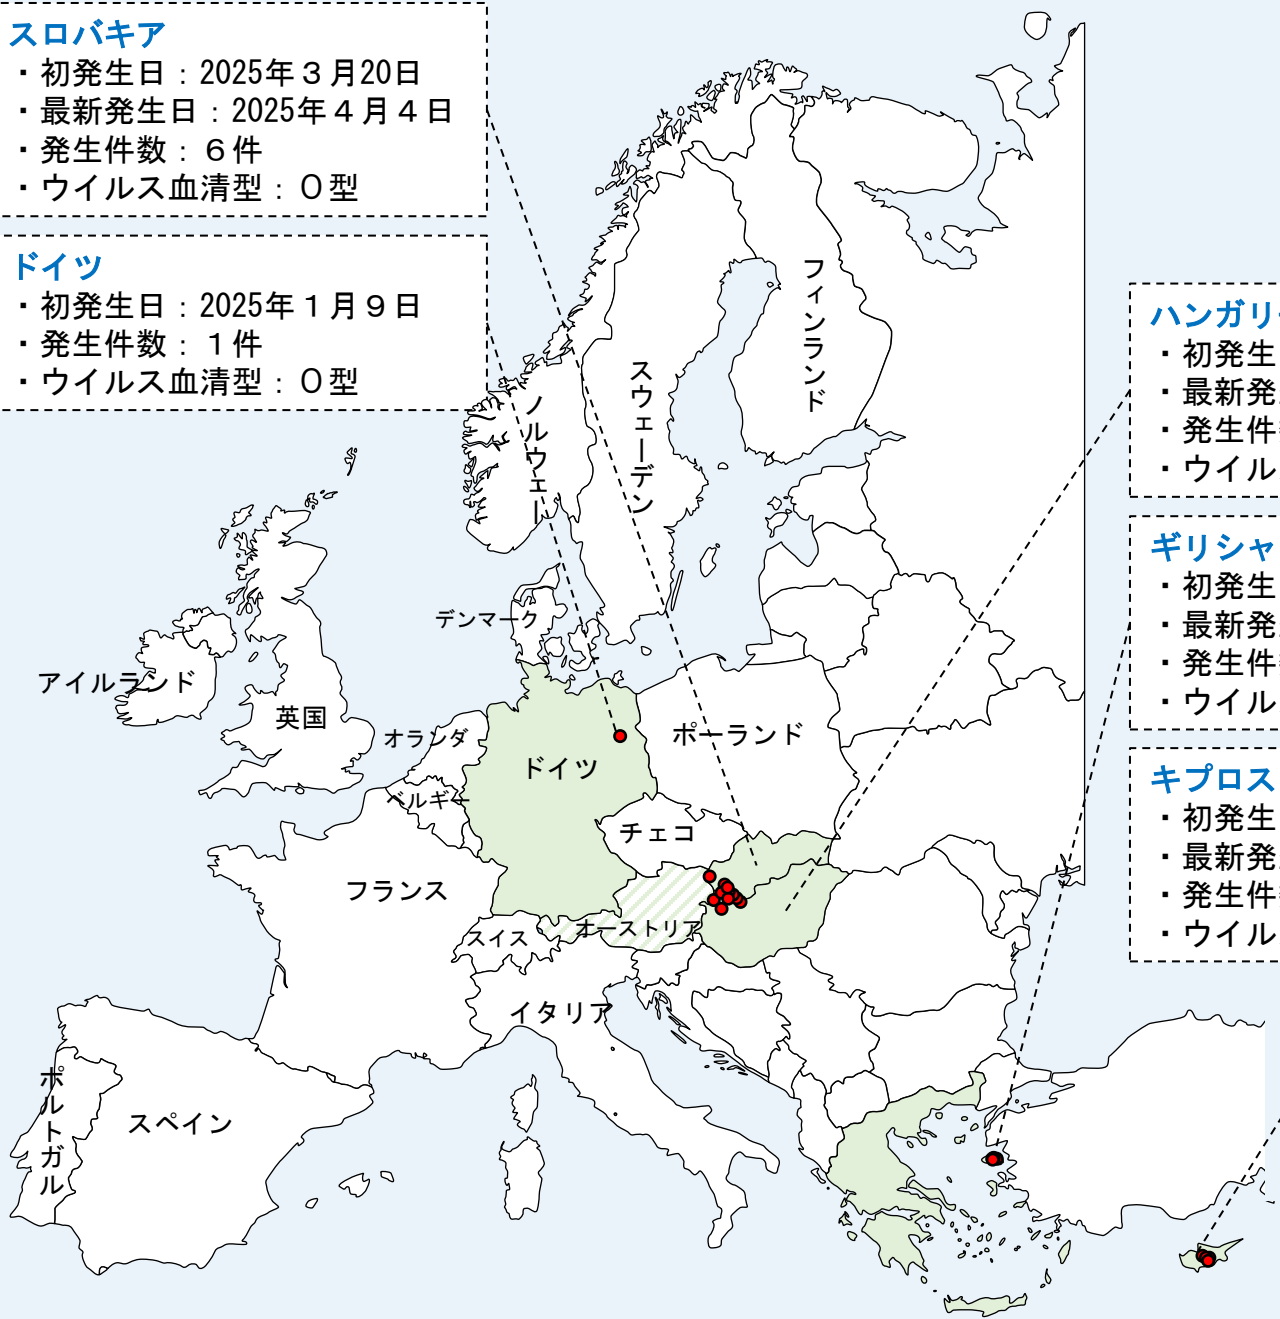 スロバキア
・初発生日：2025年３月20日
・最新発生日：2025年４月４日
・発生件数：６件
・ウイルス血清型：Ｏ型
ドイツ
・初発生日：2025年１月９日
・発生件数：１件
・ウイルス血清型：Ｏ型
ハンガリ
・初発生
・最新発
・発生件
・ウイル
ギリシャ
・初発生
・最新発
・発生件
・ウイル
キプロス
・初発生
・最新発
・発生件
・ウイル
フィンランド
スウェーデン
ノルウェー
デンマーク
アイルランド
英国
オランダ
ベルギー
ドイツ
ポーランド
チェコ
フランス
スイス
オーストリア
イタリア
ポルトガル
スペイン